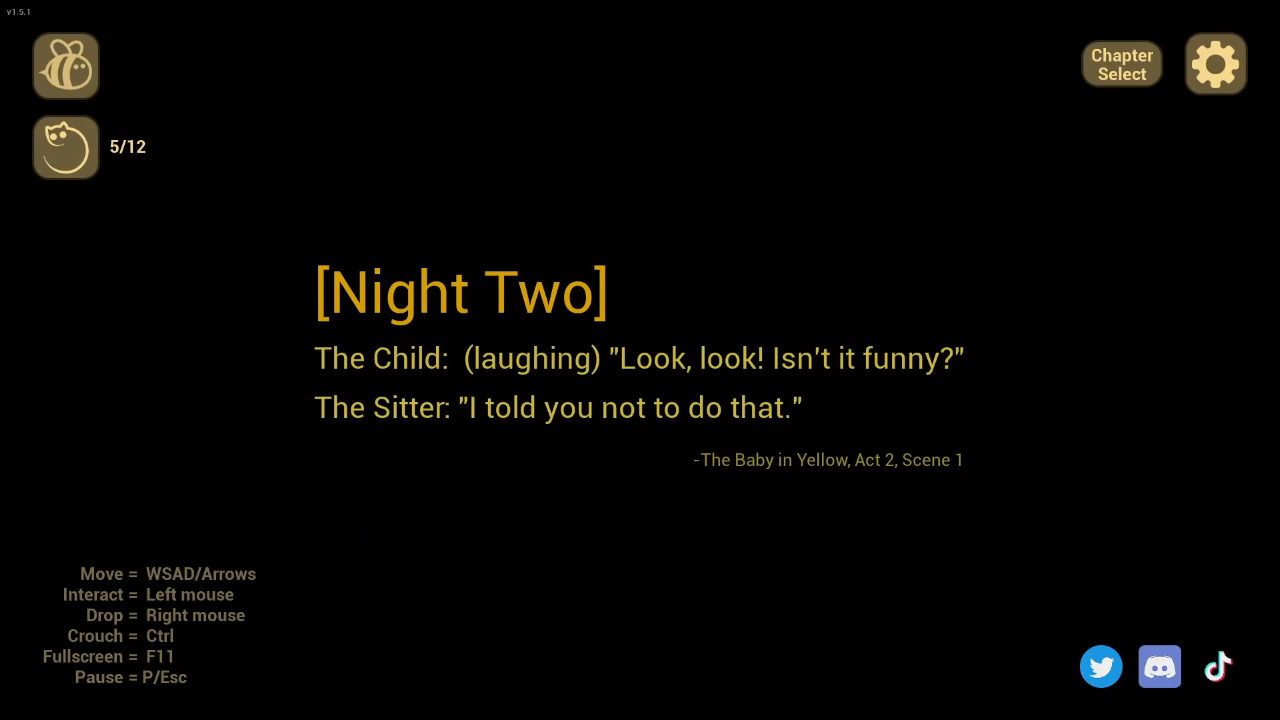 v1.5.1
Chapter
Select
5/12
[Night Two]
The Child:  (laughing) "Look, look! Isn't it funny?"
The Sitter: "I told you not to do that."
-The Baby in Yellow, Act 2, Scene 1
Move = WSAD/Arrows
Interact = Left mouse
Drop = Right mouse
Crouch = Ctrl
Fullscreen = F11
Pause = P/Esc